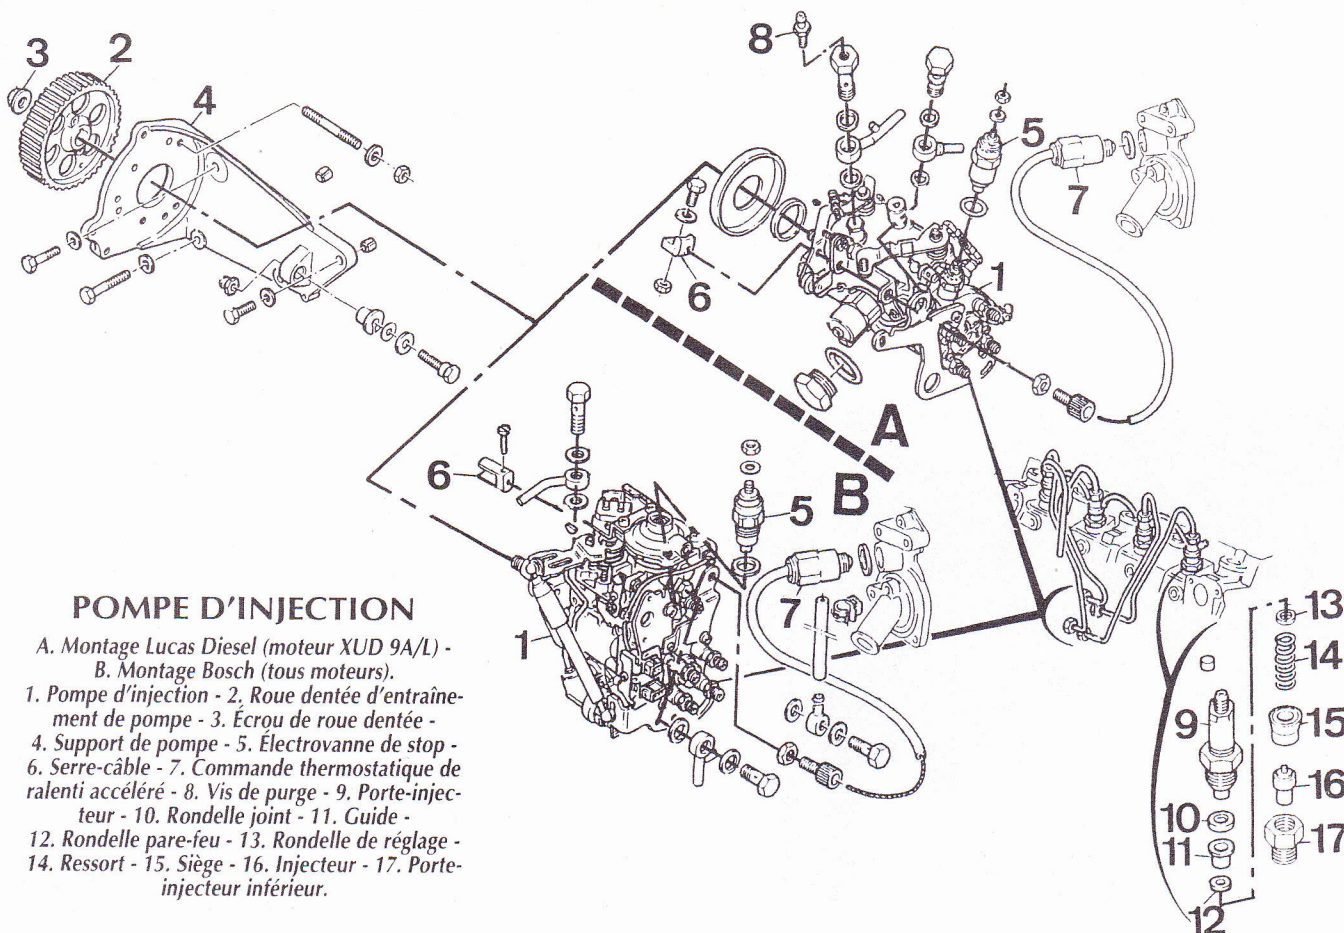 3
2
4
8
5
7
6
1
A
B
6
5
7
1
13
14
15
9
16
10
17
11
12
POMPE D'INJECTION
A. Montage Lucas Diesel (moteur XUD 9A/L) -
B. Montage Bosch (tous moteurs).
1. Pompe d'injection - 2. Roue dentée d'entraîne-
ment de pompe - 3. Écrou de roue dentée -
4. Support de pompe - 5. Électrovanne de stop -
6. Serre-câble - 7. Commande thermostatique de
ralenti accéléré - 8. Vis de purge - 9. Porte-injec-
teur - 10. Rondelle joint - 11. Guide -
12. Rondelle pare-feu - 13. Rondelle de réglage -
14. Ressort - 15. Siège - 16. Injecteur - 17. Porte-
injecteur inférieur.